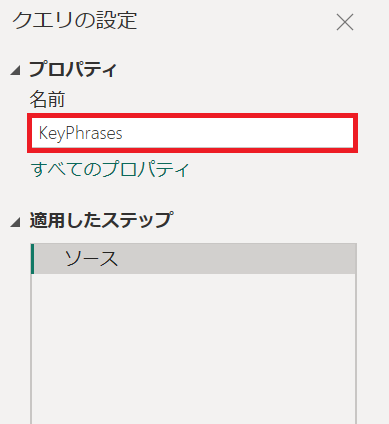 クエリの設定
プロパティ
名前
KeyPhrases
すべてのプロパティ
適用したステップ
ソース